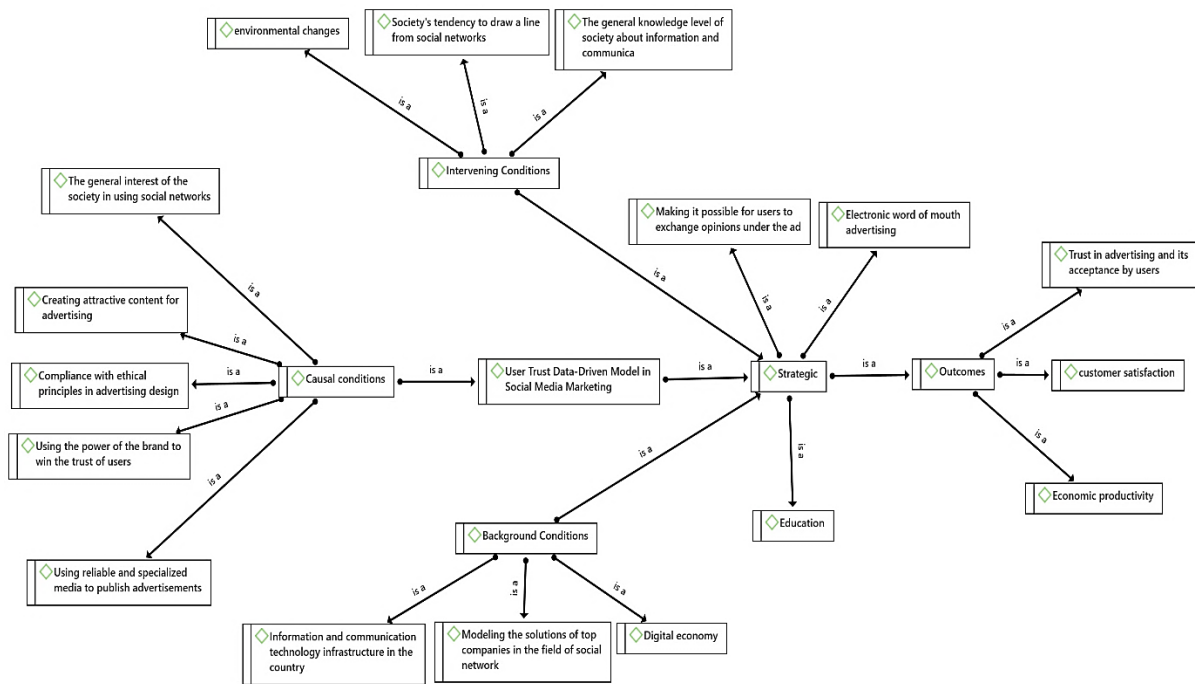 environmental changes
Society's tendency to draw a line
from social networks
The general knowledge level of
society about information and
communica
is a
is a
is a
Intervening Conditions
The general interest of the
society in using social networks
Making it possible for users to
exchange opinions under the ad
Electronic word of mouth
advertising
Trust in advertising and its
acceptance by users
is a
is a
is a
is a
is a
Creating attractive content for
advertising
is a
Compliance with ethical
principles in advertising design
is a
Causal conditions
is a
User Trust Data-Driven Model in
Social Media Marketing
is a
Strategic
is a
Outcomes
is a
customer satisfaction
is a
Using the power of the brand to
win the trust of users
is a
is a
is a
is a
Economic productivity
Education
Background Conditions
Using reliable and specialized
media to publish advertisements
is a
is a
is a
Information and communication
technology infrastructure in the
country
Modeling the solutions of top
companies in the field of social
network
Digital economy